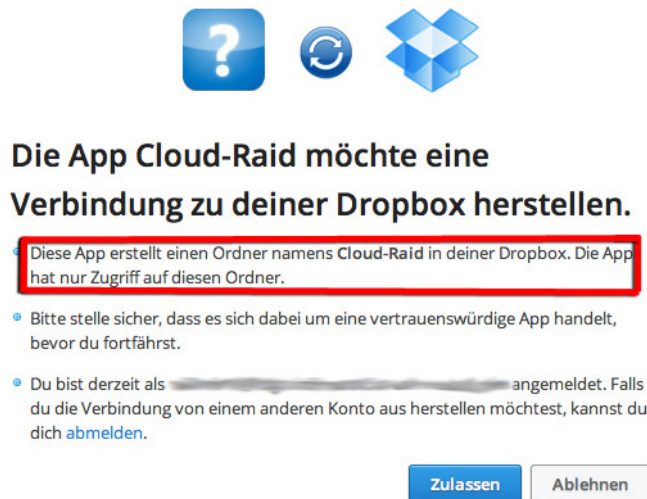 ?
Die App Cloud-Raid möchte eine
Verbindung zu deiner Dropbox herstellen.
Diese App erstellt einen Ordner namens Cloud-Raid in deiner Dropbox. Die App
hat nur Zugriff auf diesen Ordner.
Bitte stelle sicher, dass es sich dabei um eine vertrauenswürdige App handelt,
bevor du fortfährst.
Du bist derzeit als angemeldet. Falls
du die Verbindung von einem anderen Konto aus herstellen möchtest, kannst du
dich abmelden.
Zulassen Ablehnen